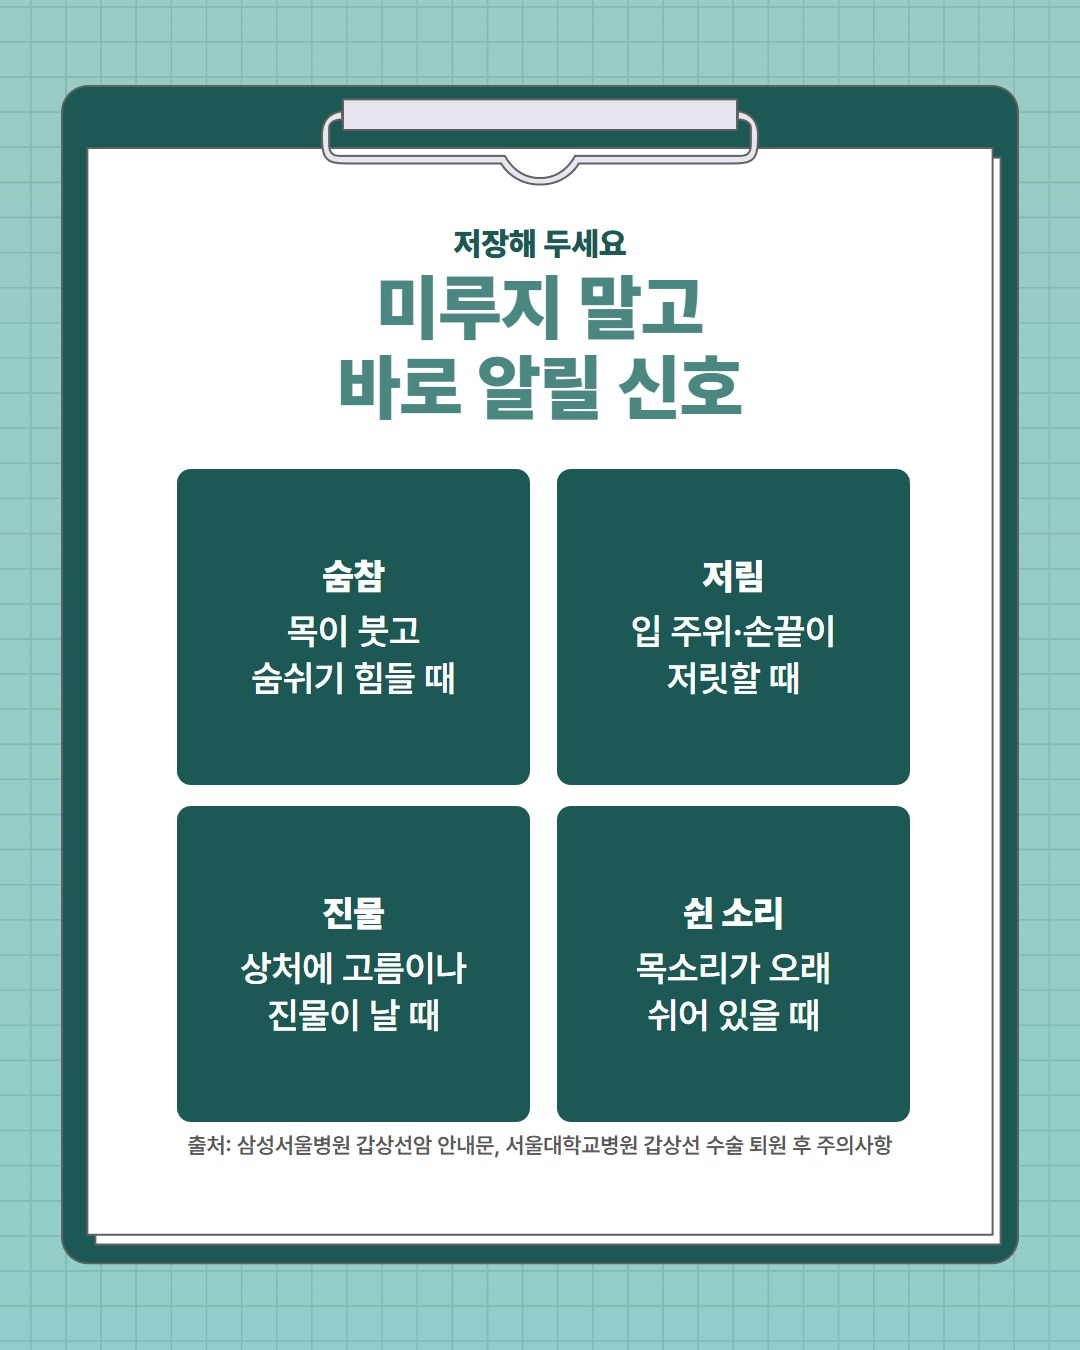 저장해 두세요
미루지 말고
바로 알릴 신호
숨참
목이 붓고
숨쉬기 힘들 때
저림
입 주위·손끝이
저릿할 때
진물
상처에 고름이나
진물이 날 때
쉰 소리
목소리가 오래
쉬어 있을 때
출처: 삼성서울병원 갑상선암 안내문, 서울대학교병원 갑상선 수술 퇴원 후 주의사항